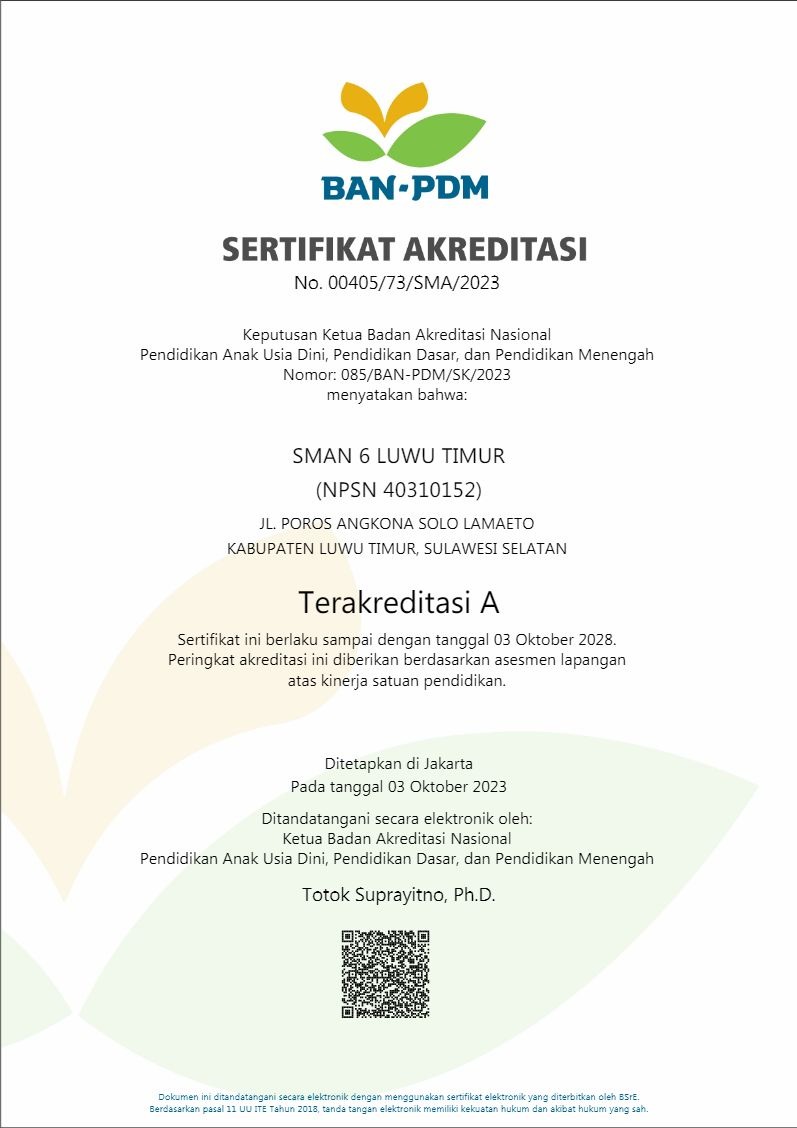 BAN-PDM
SERTIFIKAT AKREDITASI
No. 00405/73/SMA/2023
Keputusan Ketua Badan Akreditasi Nasional
Pendidikan Anak Usia Dini, Pendidikan Dasar, dan Pendidikan Menengah
Nomor: 085/BAN-PDM/SK/2023
menyatakan bahwa:
SMAN 6 LUWU TIMUR
(NPSN 40310152)
JL. POROS ANGKONA SOLO LAMAETO
KABUPATEN LUWU TIMUR, SULAWESI SELATAN
Terakreditasi A
Sertifikat ini berlaku sampai dengan tanggal 03 Oktober 2028.
Peringkat akreditasi ini diberikan berdasarkan asesmen lapangan
atas kinerja satuan pendidikan.
Ditetapkan di Jakarta
Pada tanggal 03 Oktober 2023
Ditandatangani secara elektronik oleh:
Ketua Badan Akreditasi Nasional
Pendidikan Anak Usia Dini, Pendidikan Dasar, dan Pendidikan Menengah
Totok Suprayitno, Ph.D.
Dokumen ini ditandatangani secara elektronik dengan menggunakan sertifikat elektronik yang diterbitkan oleh BSrE.
Berdasarkan pasal 11 UU ITE Tahun 2018, tanda tangan elektronik memiliki kekuatan hukum dan akibat hukum yang sah.